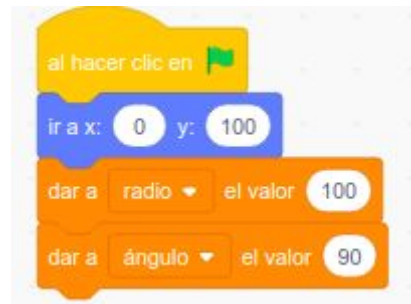 al hacer clic en
ir a x: 0 y: 100
dar a radio el valor 100
dar a ángulo el valor 90